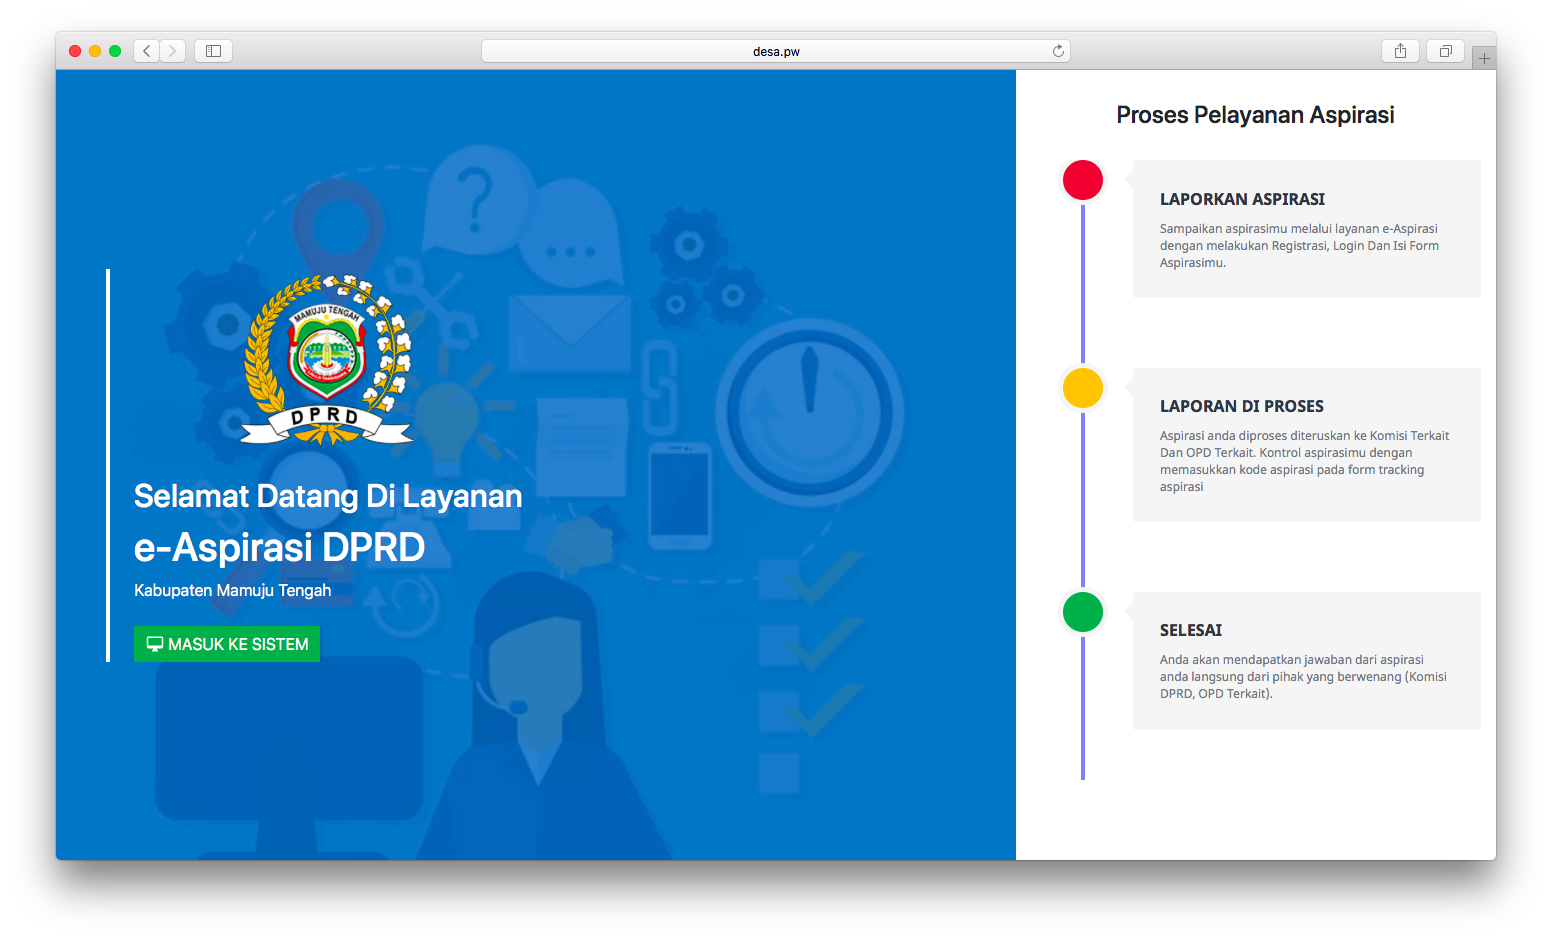 desa.pw
MAMUJU TENGAH
DPRD
Selamat Datang Di Layanan
e-Aspirasi DPRD
Kabupaten Mamuju Tengah
MASUK KE SISTEM
Proses Pelayanan Aspirasi
LAPORKAN ASPIRASI
Sampaikan aspirasimu melalui layanan e-Aspirasi
dengan melakukan Registrasi, Login Dan Isi Form
Aspirasimu.
LAPORAN DI PROSES
Aspirasi anda diproses diteruskan ke Komisi Terkait
Dan OPD Terkait. Kontrol aspirasimu dengan
memasukkan kode aspirasi pada form tracking
aspirasi
SELESAI
Anda akan mendapatkan jawaban dari aspirasi
anda langsung dari pihak yang berwenang (Komisi
DPRD, OPD Terkait).